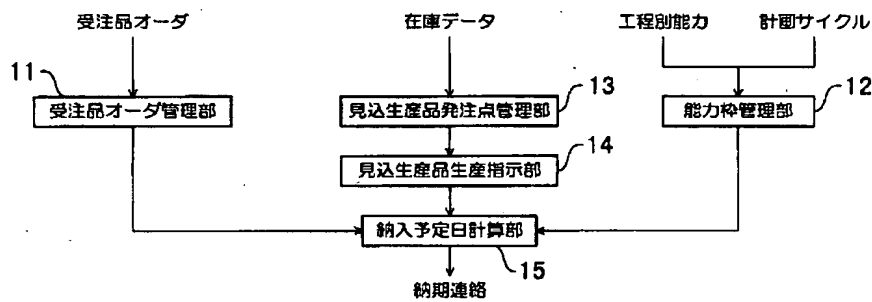 受注品オーダ
在庫データ
工程別能力
計画サイクル
11
受注品オーダ管理部
見込生産品発注点管理部
13
能力枠管理部
12
見込生産品生産指示部
14
納入予定日計算部
15
納期連絡